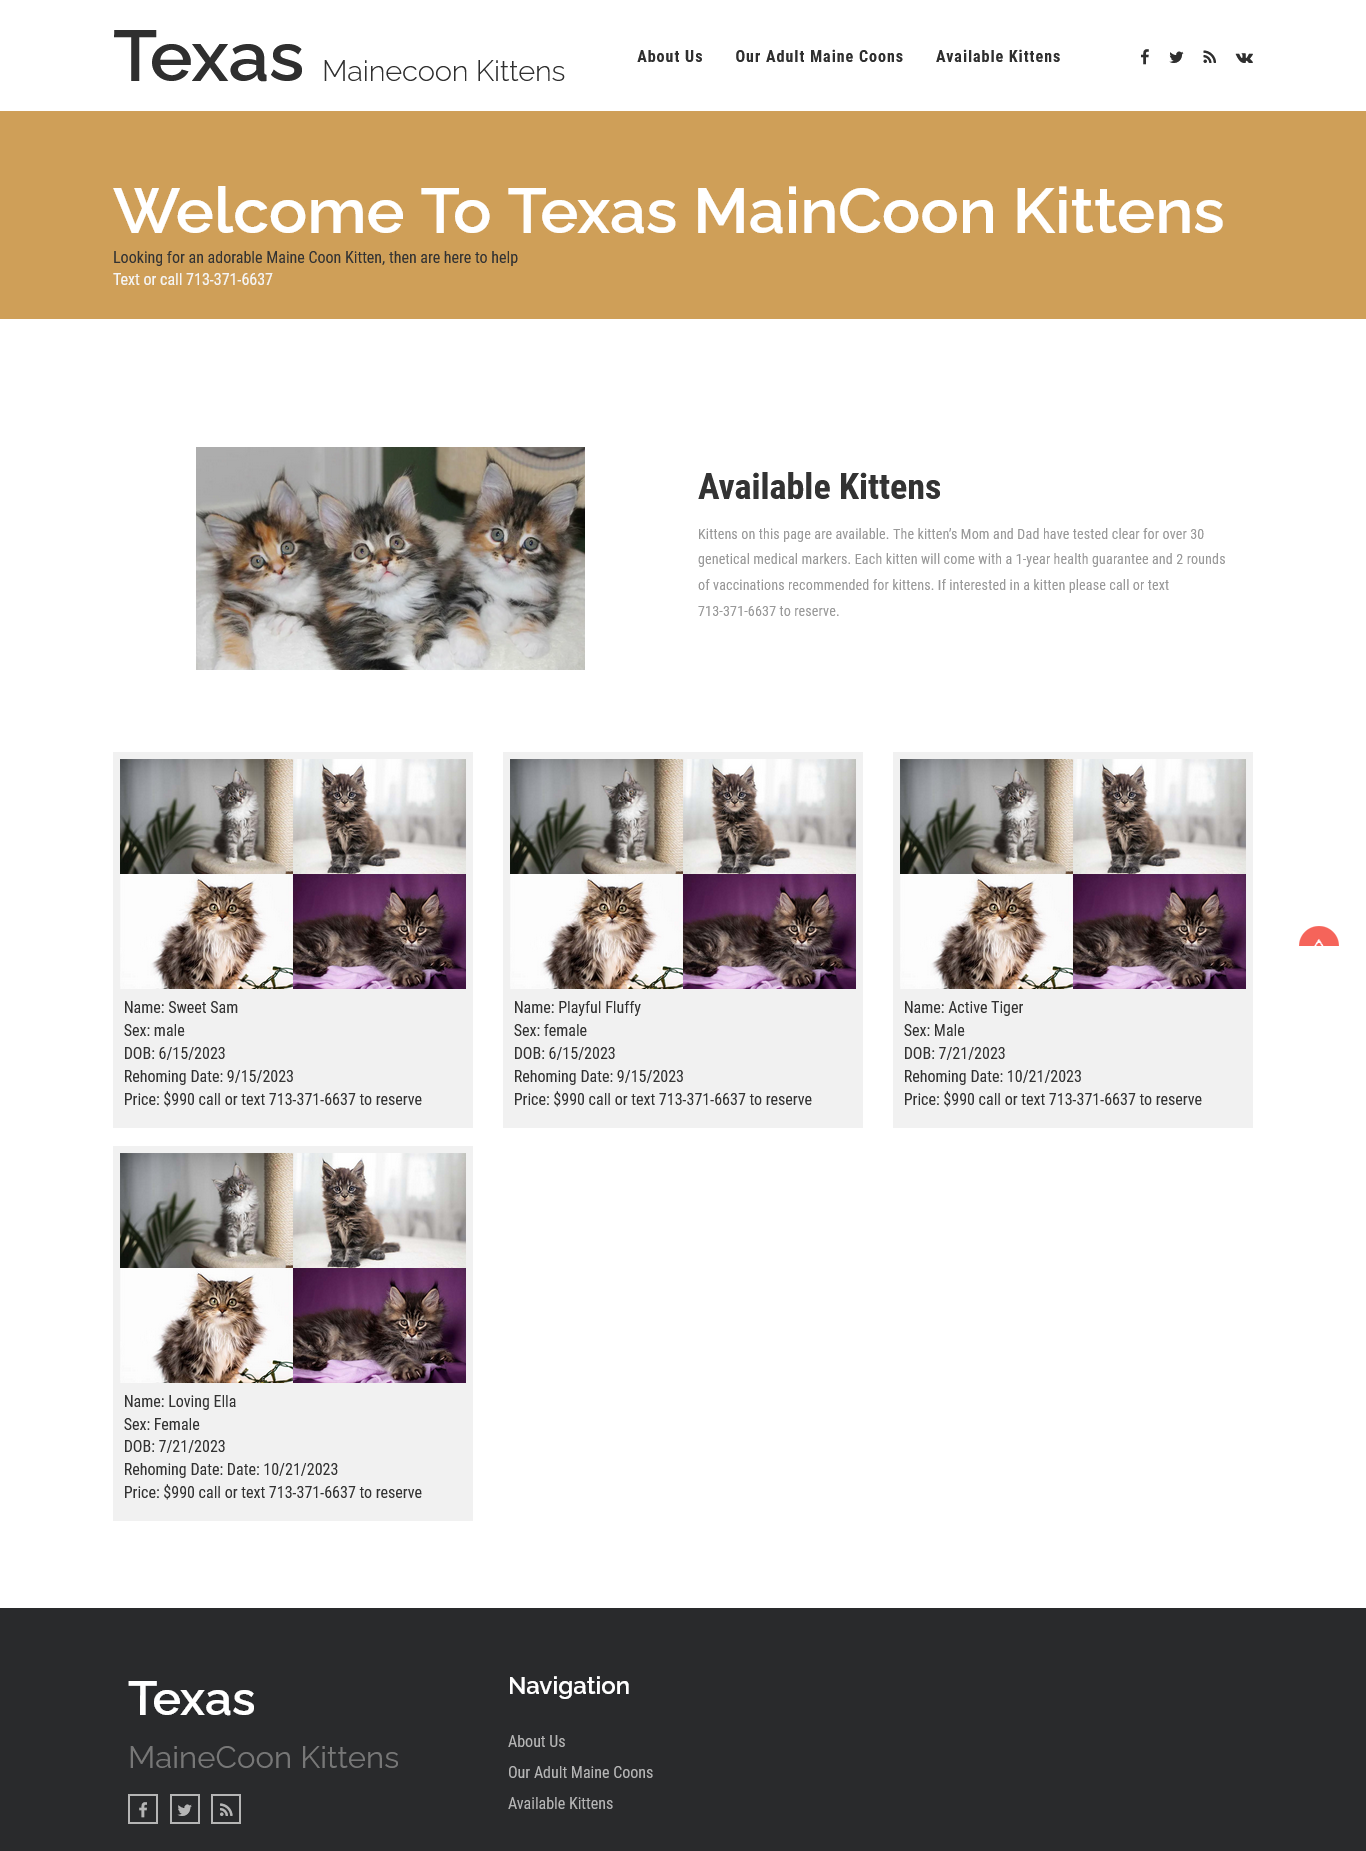 Texas Mainecoon Kittens
About Us Our Adult Maine Coons Available Kittens
Welcome To Texas MainCoon Kittens
Looking for an adorable Maine Coon Kitten, then are here to help
Text or call 713-371-6637
Available Kittens
Kittens on this page are available. The kitten's Mom and Dad have tested clear for over 30
genetical medical markers. Each kitten will come with a 1-year health guarantee and 2 rounds
of vaccinations recommended for kittens. If interested in a kitten please call or text
713-371-6637 to reserve.
Name: Sweet Sam
Sex: male
DOB: 6/15/2023
Rehoming Date: 9/15/2023
Price: $990 call or text 713-371-6637 to reserve
Name: Playful Fluffy
Sex: female
DOB: 6/15/2023
Rehoming Date: 9/15/2023
Price: $990 call or text 713-371-6637 to reserve
Name: Active Tiger
Sex: Male
DOB: 7/21/2023
Rehoming Date: 10/21/2023
Price: $990 call or text 713-371-6637 to reserve
Name: Loving Ella
Sex: Female
DOB: 7/21/2023
Rehoming Date: Date: 10/21/2023
Price: $990 call or text 713-371-6637 to reserve
Texas
MaineCoon Kittens
Navigation
About Us
Our Adult Maine Coons
Available Kittens